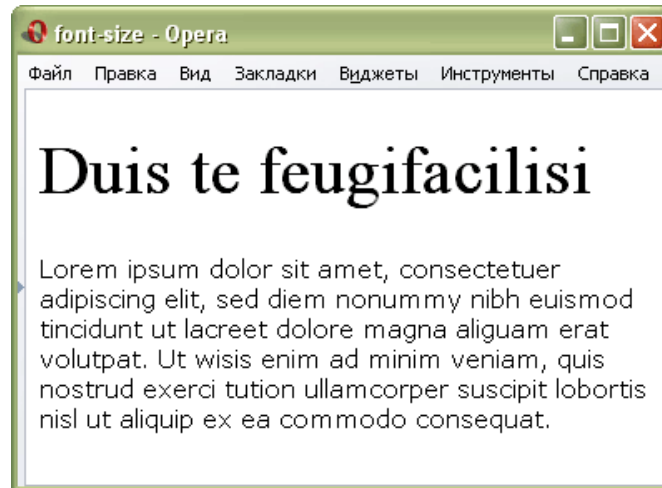 font-size - Opera
Файл Правка Вид Закладки Виджеты Инструменты Справка
Duis te feugifacilisi
Lorem ipsum dolor sit amet, consectetuer
adipiscing elit, sed diem nonummy nibh euismod
tincidunt ut lacreet dolore magna aliguam erat
volutpat. Ut wisis enim ad minim veniam, quis
nostrud exerci tution ullamcorper suscipit lobortis
nisl ut aliquip ex ea commodo consequat.